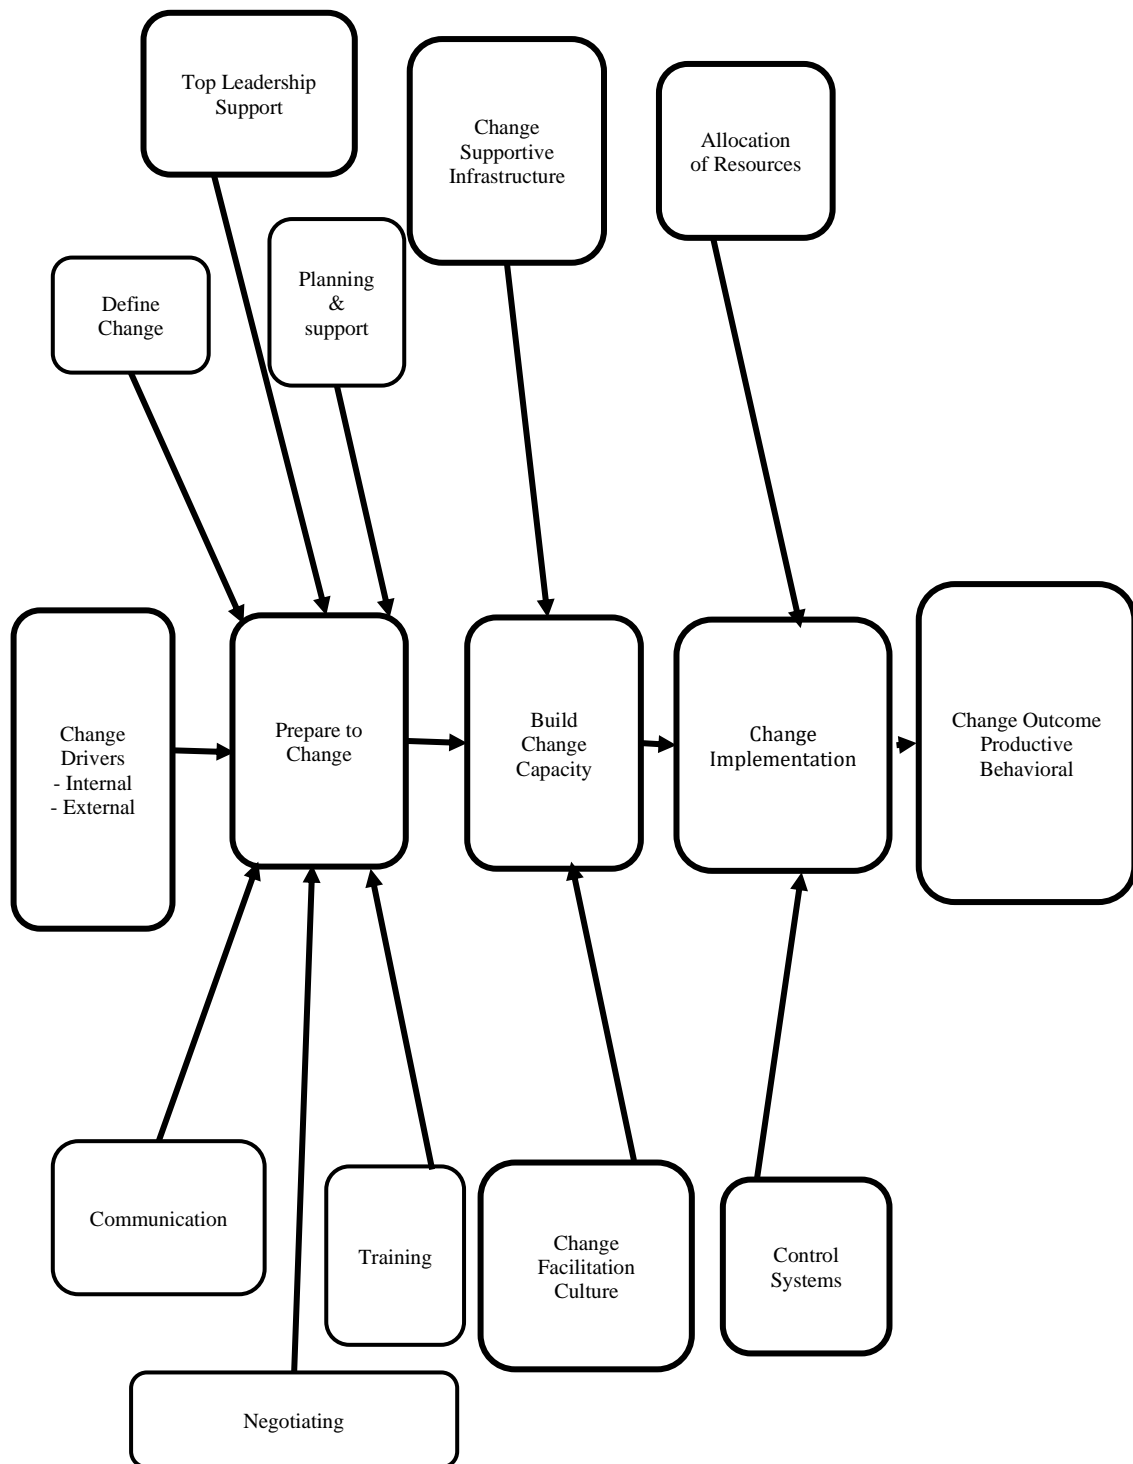 Top Leadership
Support
Change
Supportive
Infrastructure
Allocation
of Resources
Define
Change
Planning
&
support
Change
Drivers
- Internal
- External
Prepare to
Change
Build
Change
Capacity
Change
Implementation
Change Outcome
Productive
Behavioral
Communication
Training
Change
Facilitation
Culture
Control
Systems
Negotiating